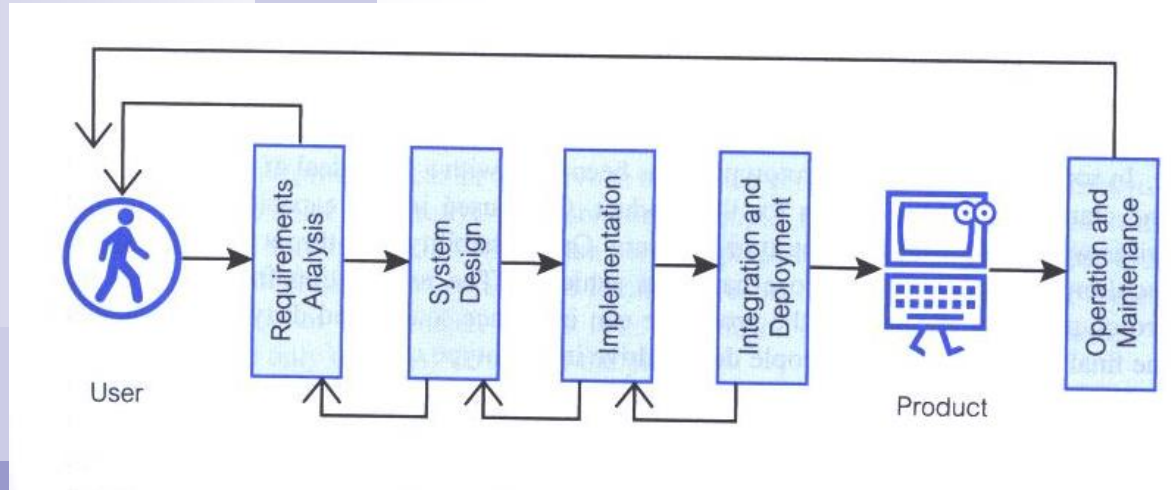 User
Requirements
Analysis
System
Design
Implementation
Integration and
Deployment
Product
Operation and
Maintenance